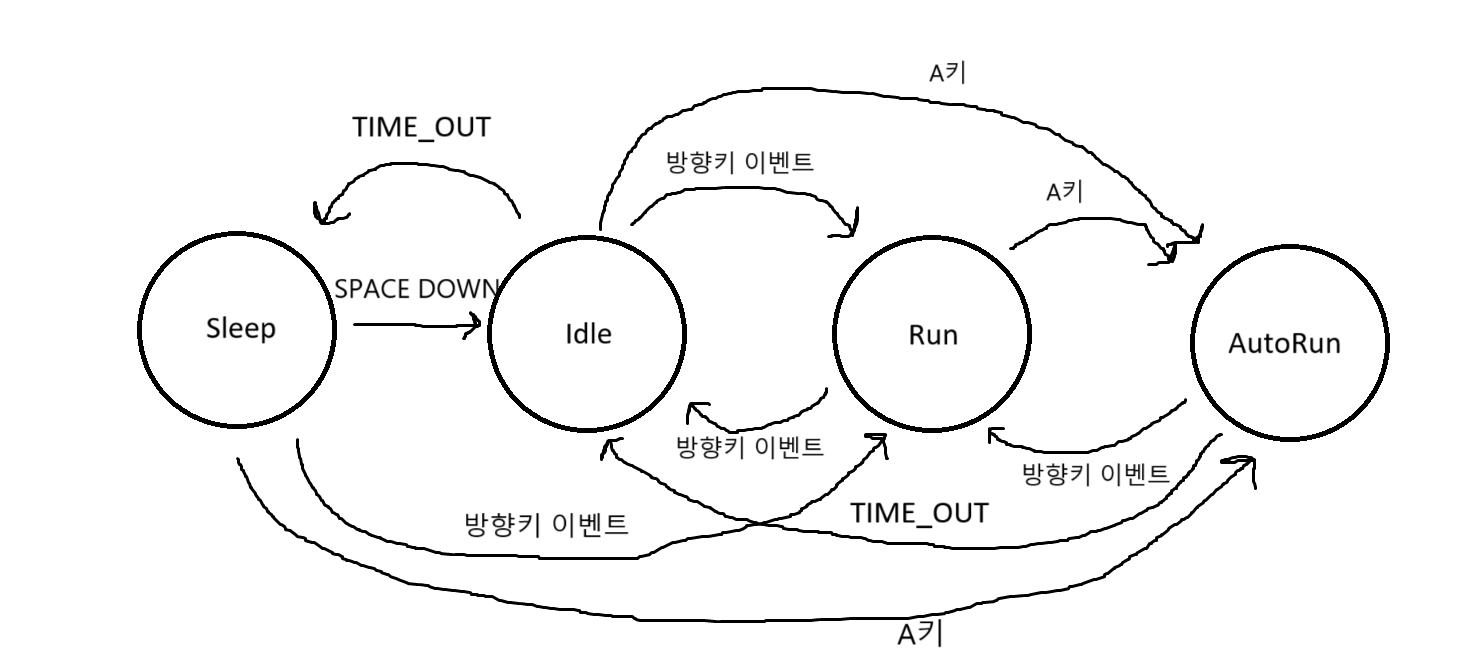 A키
TIME_OUT
방향키 이벤트
A키
SPACE DOWN
Sleep
Idle
Run
AutoRun
방향키 이벤트
방향키 이벤트
TIME_OUT
방향키 이벤트
A키